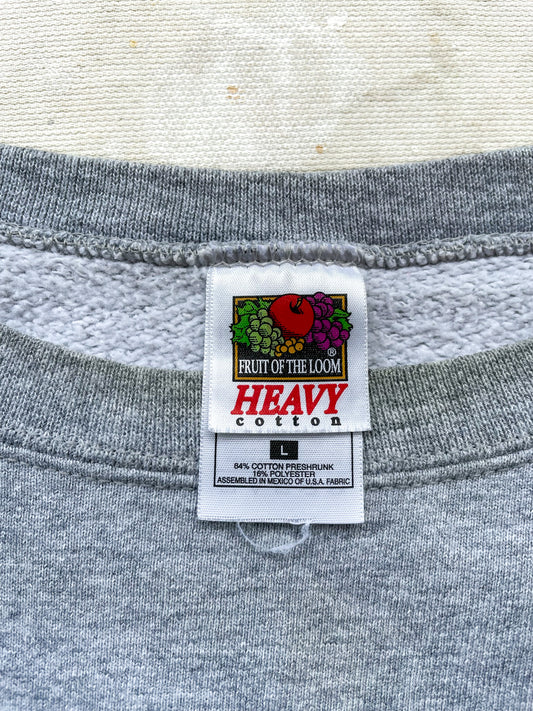 ®
FRUIT OF THE LOOM
HEAVY
cotton
L
84% COTTON PRESHRUNK
16% POLYESTER
ASSEMBLED IN MEXICO OF U.S.A. FABRIC